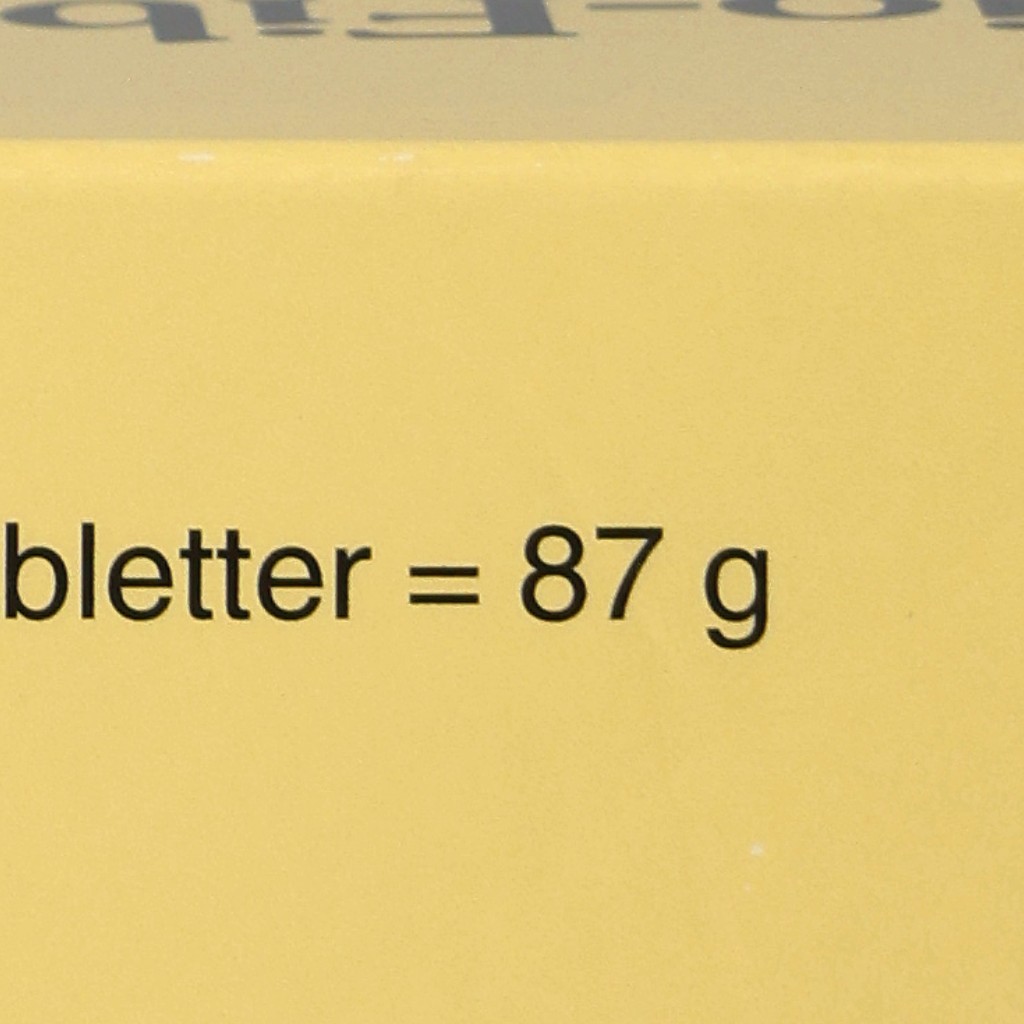 bletter = 87 g